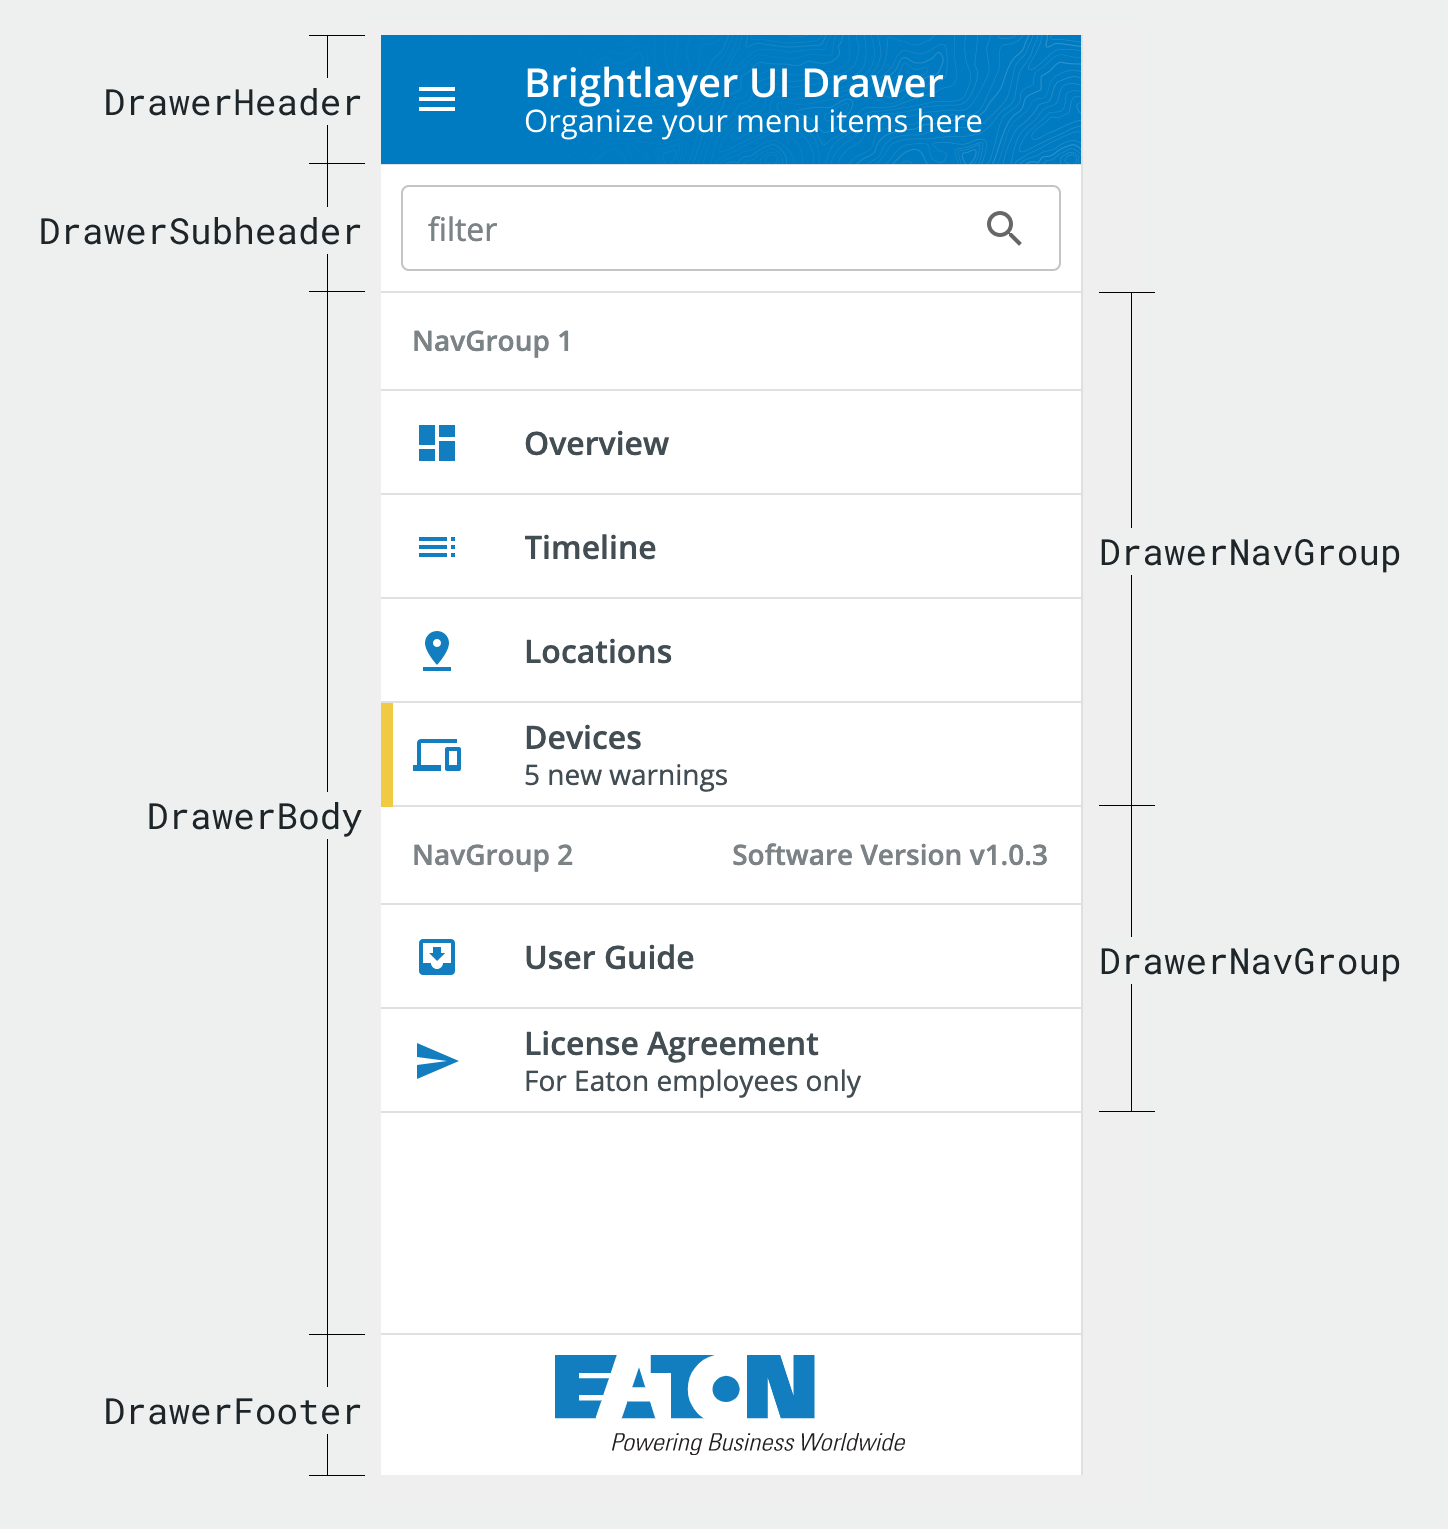 DrawerHeader
Brightlayer UI Drawer
Organize your menu items here
DrawerSubheader
filter
NavGroup 1
Overview
Timeline
DrawerNavGroup
Locations
Devices
5 new warnings
DrawerBody
NavGroup 2 Software Version v1.0.3
User Guide
DrawerNavGroup
License Agreement
For Eaton employees only
EATON
DrawerFooter
Powering Business Worldwide